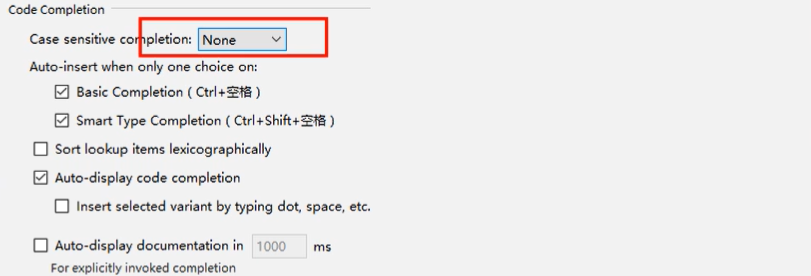 Code Completion
Case sensitive completion: None
Auto-insert when only one choice on:
Basic Completion ( Ctrl+空格 )
Smart Type Completion ( Ctrl+Shift+空格 )
Sort lookup items lexicographically
Auto-display code completion
Insert selected variant by typing dot, space, etc.
Auto-display documentation in 1000 ms
For explicitly invoked completion